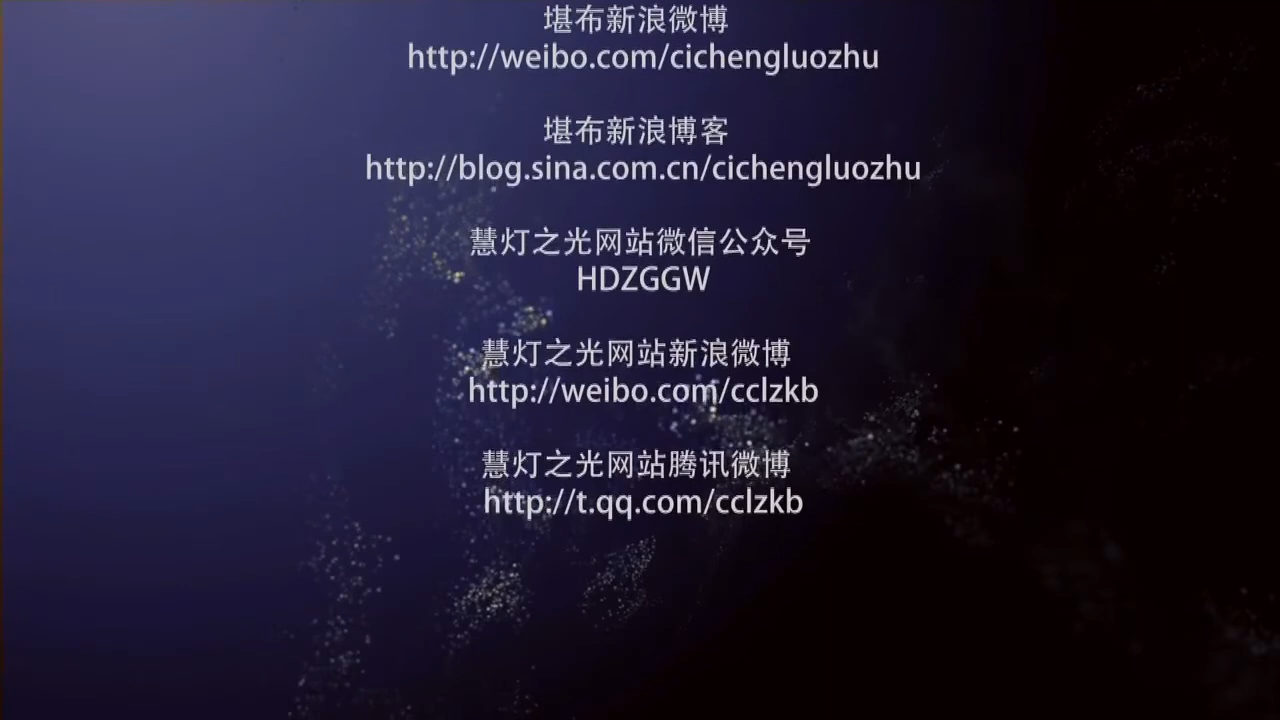 堪布新浪微博
http://weibo.com/cichengluozhu
堪布新浪博客
http://blog.sina.com.cn/cichengluozhu
慧灯之光网站微信公众号
HDZGGW
慧灯之光网站新浪微博
http://weibo.com/cclzkb
慧灯之光网站腾讯微博
http://t.qq.com/cclzkb